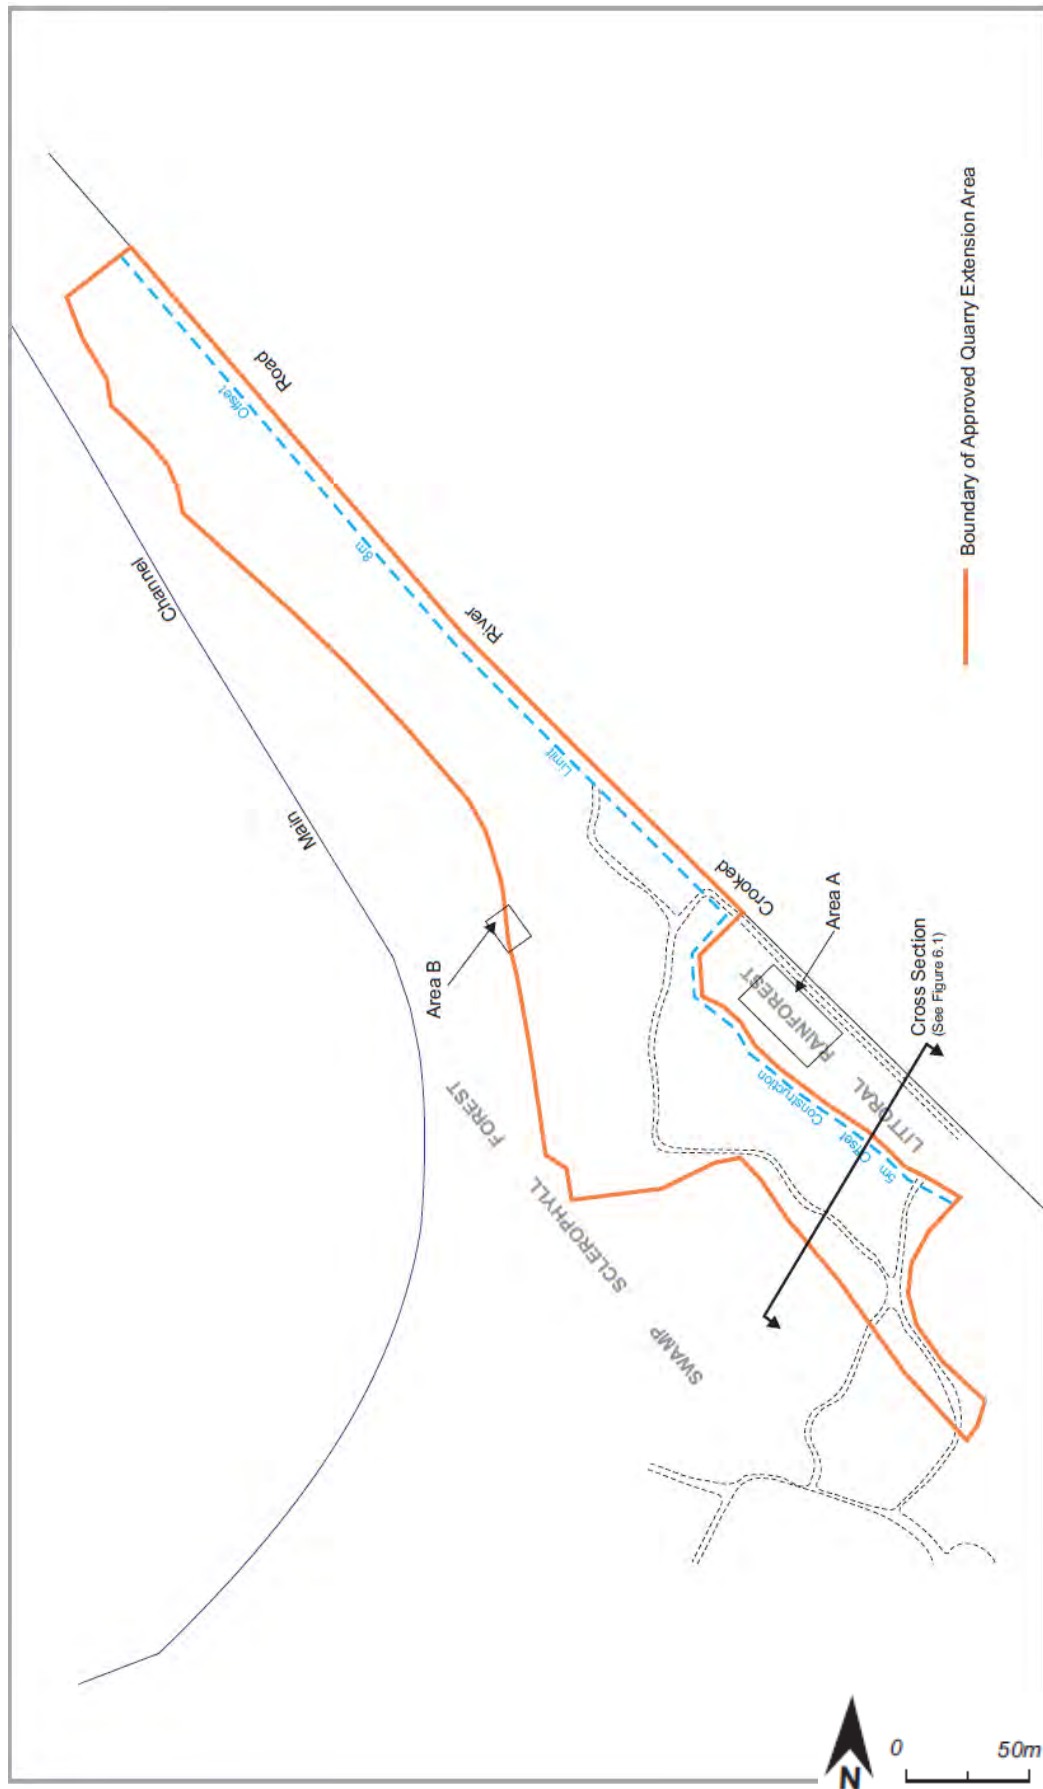 Channel
Main
Road
River
Crooked
Offset
8m
Limit
Area B
Area A
FOREST
SCLEROPHYLL
SWAMP
RAINFOREST
LITTORAL
Construction
Offset
5m
Cross Section
(See Figure 6.1)
Boundary of Approved Quarry Extension Area
N
0 50m